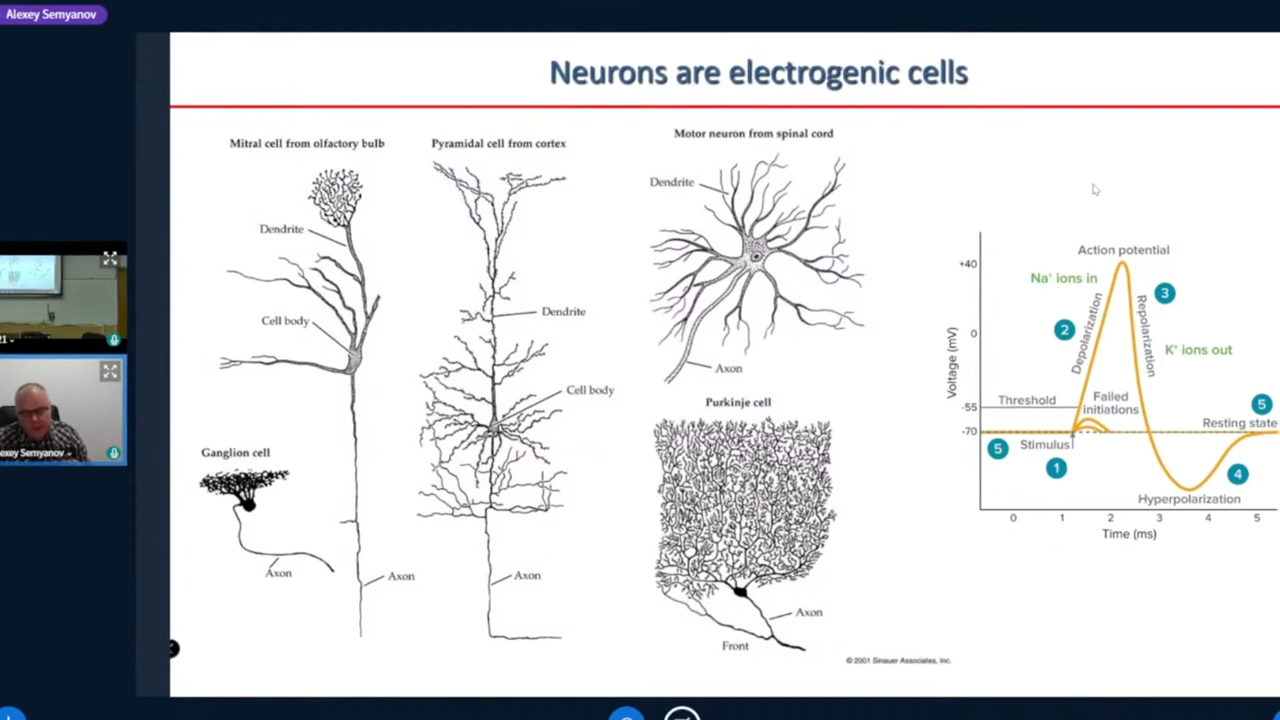 Alexey Semyanov
Neurons are electrogenic cells
Mitral cell from olfactory bulb
Dendrite
Cell body
Axon
Ganglion cell
Axon
Pyramidal cell from cortex
Dendrite
Cell body
Axon
Motor neuron from spinal cord
Dendrite
Axon
Purkinje cell
Axon
Front
© 2001 Sinauer Associates, Inc.
Action potential
+40
Na⁺ ions in
3
2
Depolarization
Repolarization
0
K⁺ ions out
Voltage (mV)
Threshold
Failed
initiations
-55
5
-70
Resting state
5
Stimulus
1
4
Hyperpolarization
0 1 2 3 4 5
Time (ms)
exey Semyanov